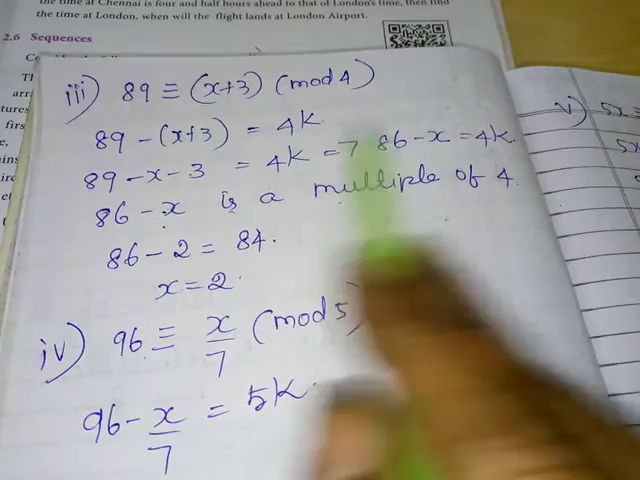 the time at Chennai is four and half hours ahead to that of London's time, then find
the time at London, when will the flight lands at London Airport.
2.6 Sequences
iii) 89 ≡ (x+3) (mod 4)
89 - (x+3) = 4k.
89 - x - 3 = 4k => 86 - x = 4k.
86 - x is a multiple of 4.
86 - 2 = 84.
x = 2.
iv) 96 ≡ x/7 (mod 5)
96 - x/7 = 5k.
v) 5x ≡
5x